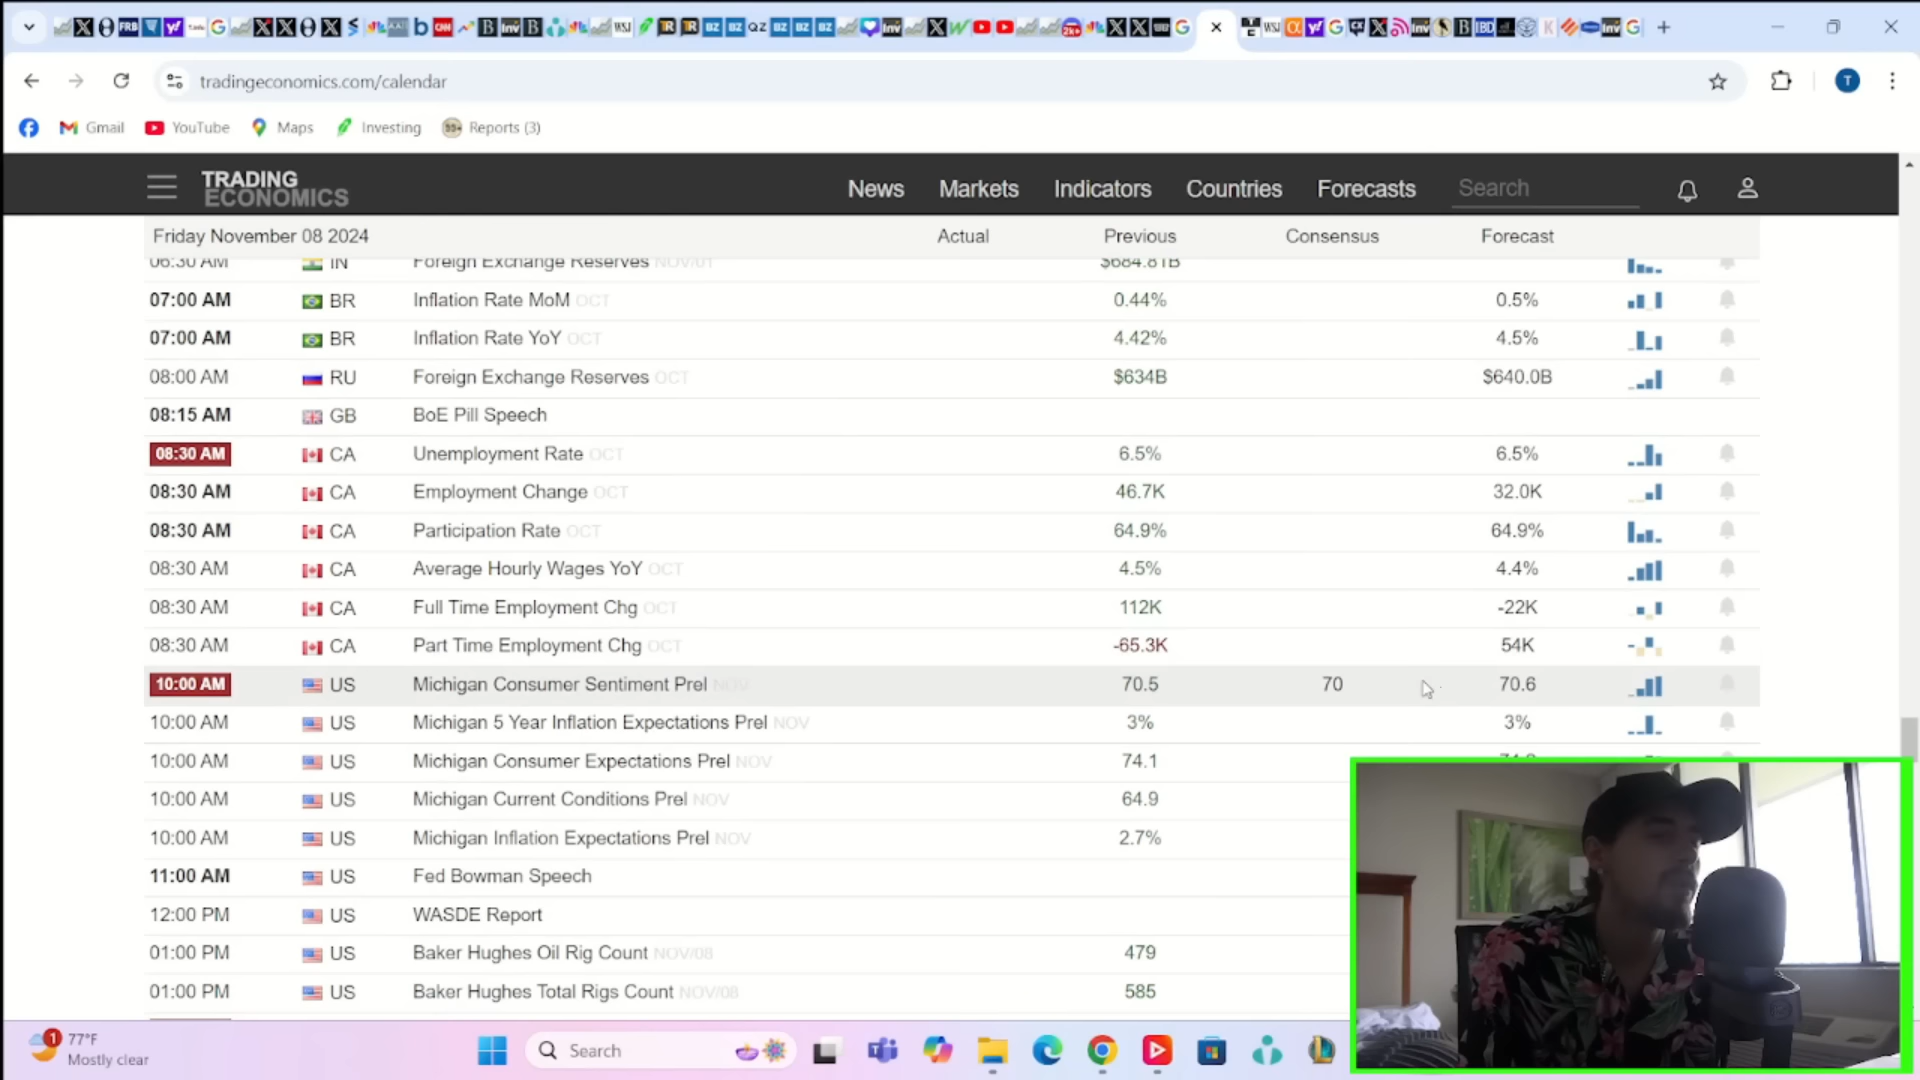 tradingeconomics.com/calendar
T
Gmail YouTube Maps Investing Reports (3)
TRADING
ECONOMICS
News Markets Indicators Countries Forecasts Search
Friday November 08 2024 Actual Previous Consensus Forecast
06:30 AM IN Foreign Exchange Reserves NOV/01 $684.81B
07:00 AM BR Inflation Rate MoM OCT 0.44% 0.5%
07:00 AM BR Inflation Rate YoY OCT 4.42% 4.5%
08:00 AM RU Foreign Exchange Reserves OCT $634B $640.0B
08:15 AM GB BoE Pill Speech
08:30 AM CA Unemployment Rate OCT 6.5% 6.5%
08:30 AM CA Employment Change OCT 46.7K 32.0K
08:30 AM CA Participation Rate OCT 64.9% 64.9%
08:30 AM CA Average Hourly Wages YoY OCT 4.5% 4.4%
08:30 AM CA Full Time Employment Chg OCT 112K -22K
08:30 AM CA Part Time Employment Chg OCT -65.3K 54K
10:00 AM US Michigan Consumer Sentiment Prel NOV 70.5 70 70.6
10:00 AM US Michigan 5 Year Inflation Expectations Prel NOV 3% 3%
10:00 AM US Michigan Consumer Expectations Prel NOV 74.1
10:00 AM US Michigan Current Conditions Prel NOV 64.9
10:00 AM US Michigan Inflation Expectations Prel NOV 2.7%
11:00 AM US Fed Bowman Speech
12:00 PM US WASDE Report
01:00 PM US Baker Hughes Oil Rig Count NOV/08 479
01:00 PM US Baker Hughes Total Rigs Count NOV/08 585
1 77°F
Mostly clear
Search